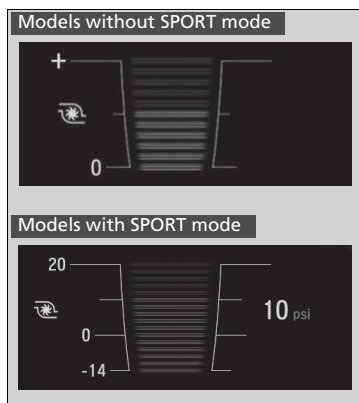 Models without SPORT mode
+
0
Models with SPORT mode
20
10 psi
0
-14